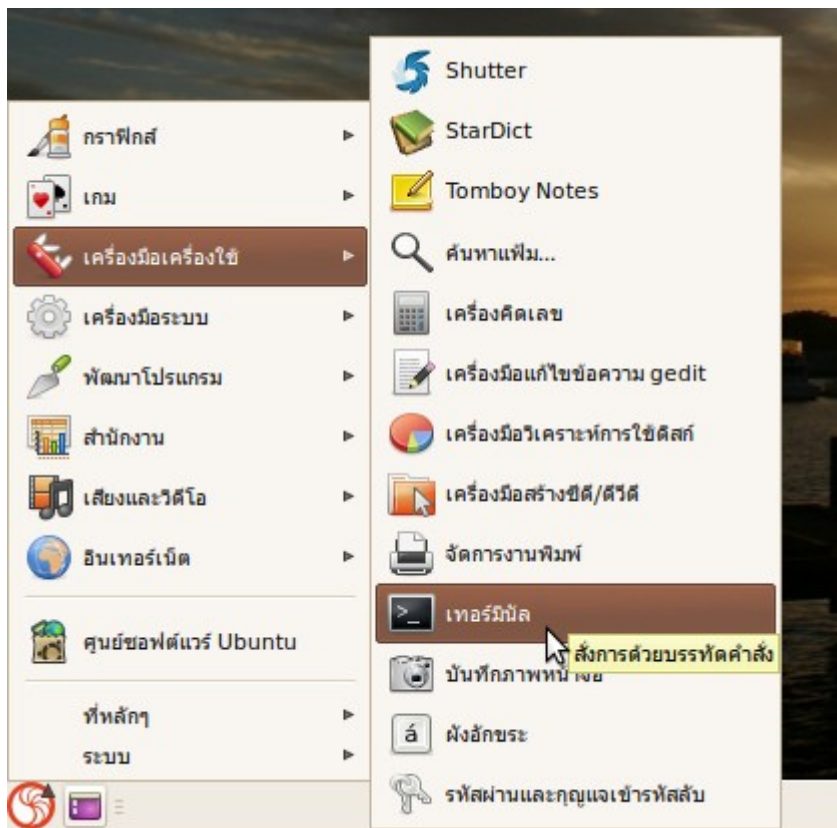 กราฟิกส์
เกม
เครื่องมือเครื่องใช้
เครื่องมือระบบ
พัฒนาโปรแกรม
สำนักงาน
เสียงและวิดีโอ
อินเทอร์เน็ต
ศูนย์ซอฟต์แวร์ Ubuntu
ที่หลักๆ
ระบบ
Shutter
StarDict
Tomboy Notes
ค้นหาแฟ้ม...
เครื่องคิดเลข
เครื่องมือแก้ไขข้อความ gedit
เครื่องมือวิเคราะห์การใช้ดิสก์
เครื่องมือสร้างซีดี/ดีวีดี
จัดการงานพิมพ์
เทอร์มินัล
สั่งการด้วยบรรทัดคำสั่ง
บันทึกภาพหน้าจอ
ผังอักขระ
รหัสผ่านและกุญแจเข้ารหัสลับ